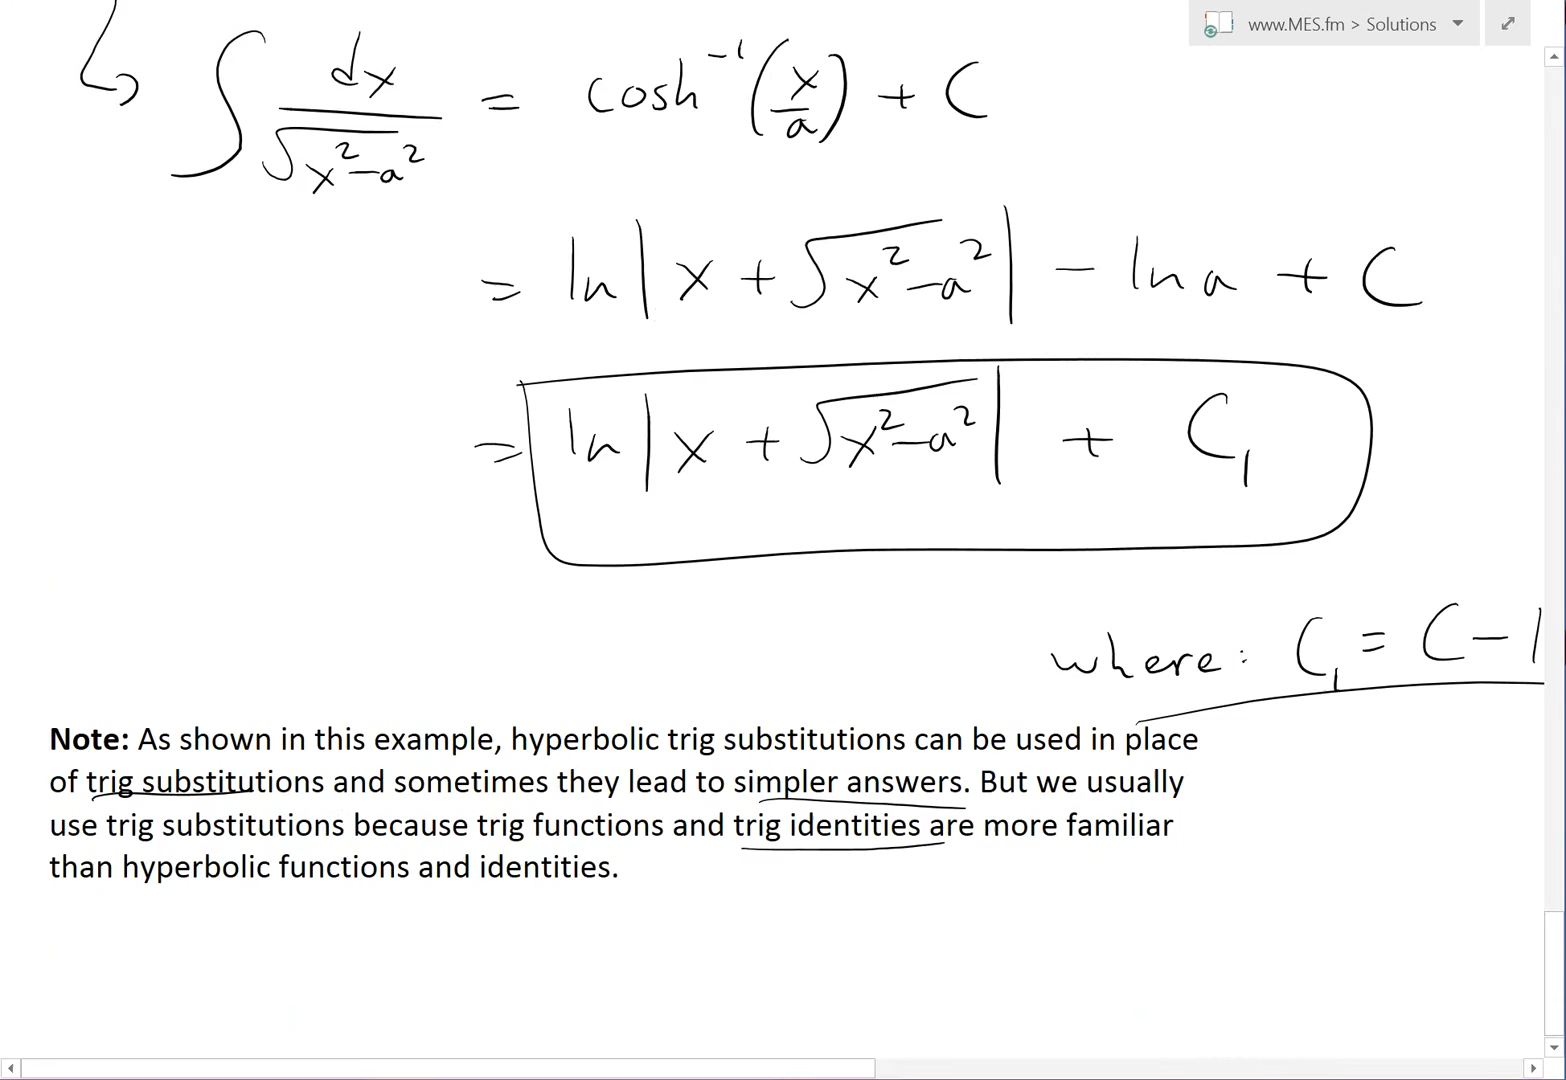 www.MES.fm > Solutions
∫ dx / √(x² - a²) = cosh⁻¹(x/a) + C
= ln|x + √(x² - a²)| - ln a + C
= ln|x + √(x² - a²)| + C₁
where: C₁ = C - l
Note: As shown in this example, hyperbolic trig substitutions can be used in place
of trig substitutions and sometimes they lead to simpler answers. But we usually
use trig substitutions because trig functions and trig identities are more familiar
than hyperbolic functions and identities.